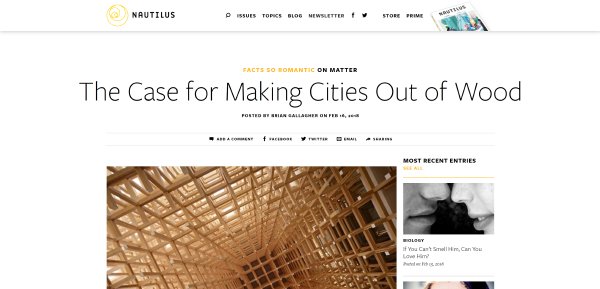 NAUTILUS
ISSUES TOPICS BLOG NEWSLETTER STORE PRIME
NAUTILUS
FACTS SO ROMANTIC ON MATTER
The Case for Making Cities Out of Wood
POSTED BY BRIAN GALLAGHER ON FEB 16, 2018
ADD A COMMENT FACEBOOK TWITTER EMAIL SHARING
MOST RECENT ENTRIES
SEE ALL
BIOLOGY
If You Can't Smell Him, Can You
Love Him?
Posted on Feb 15, 2018